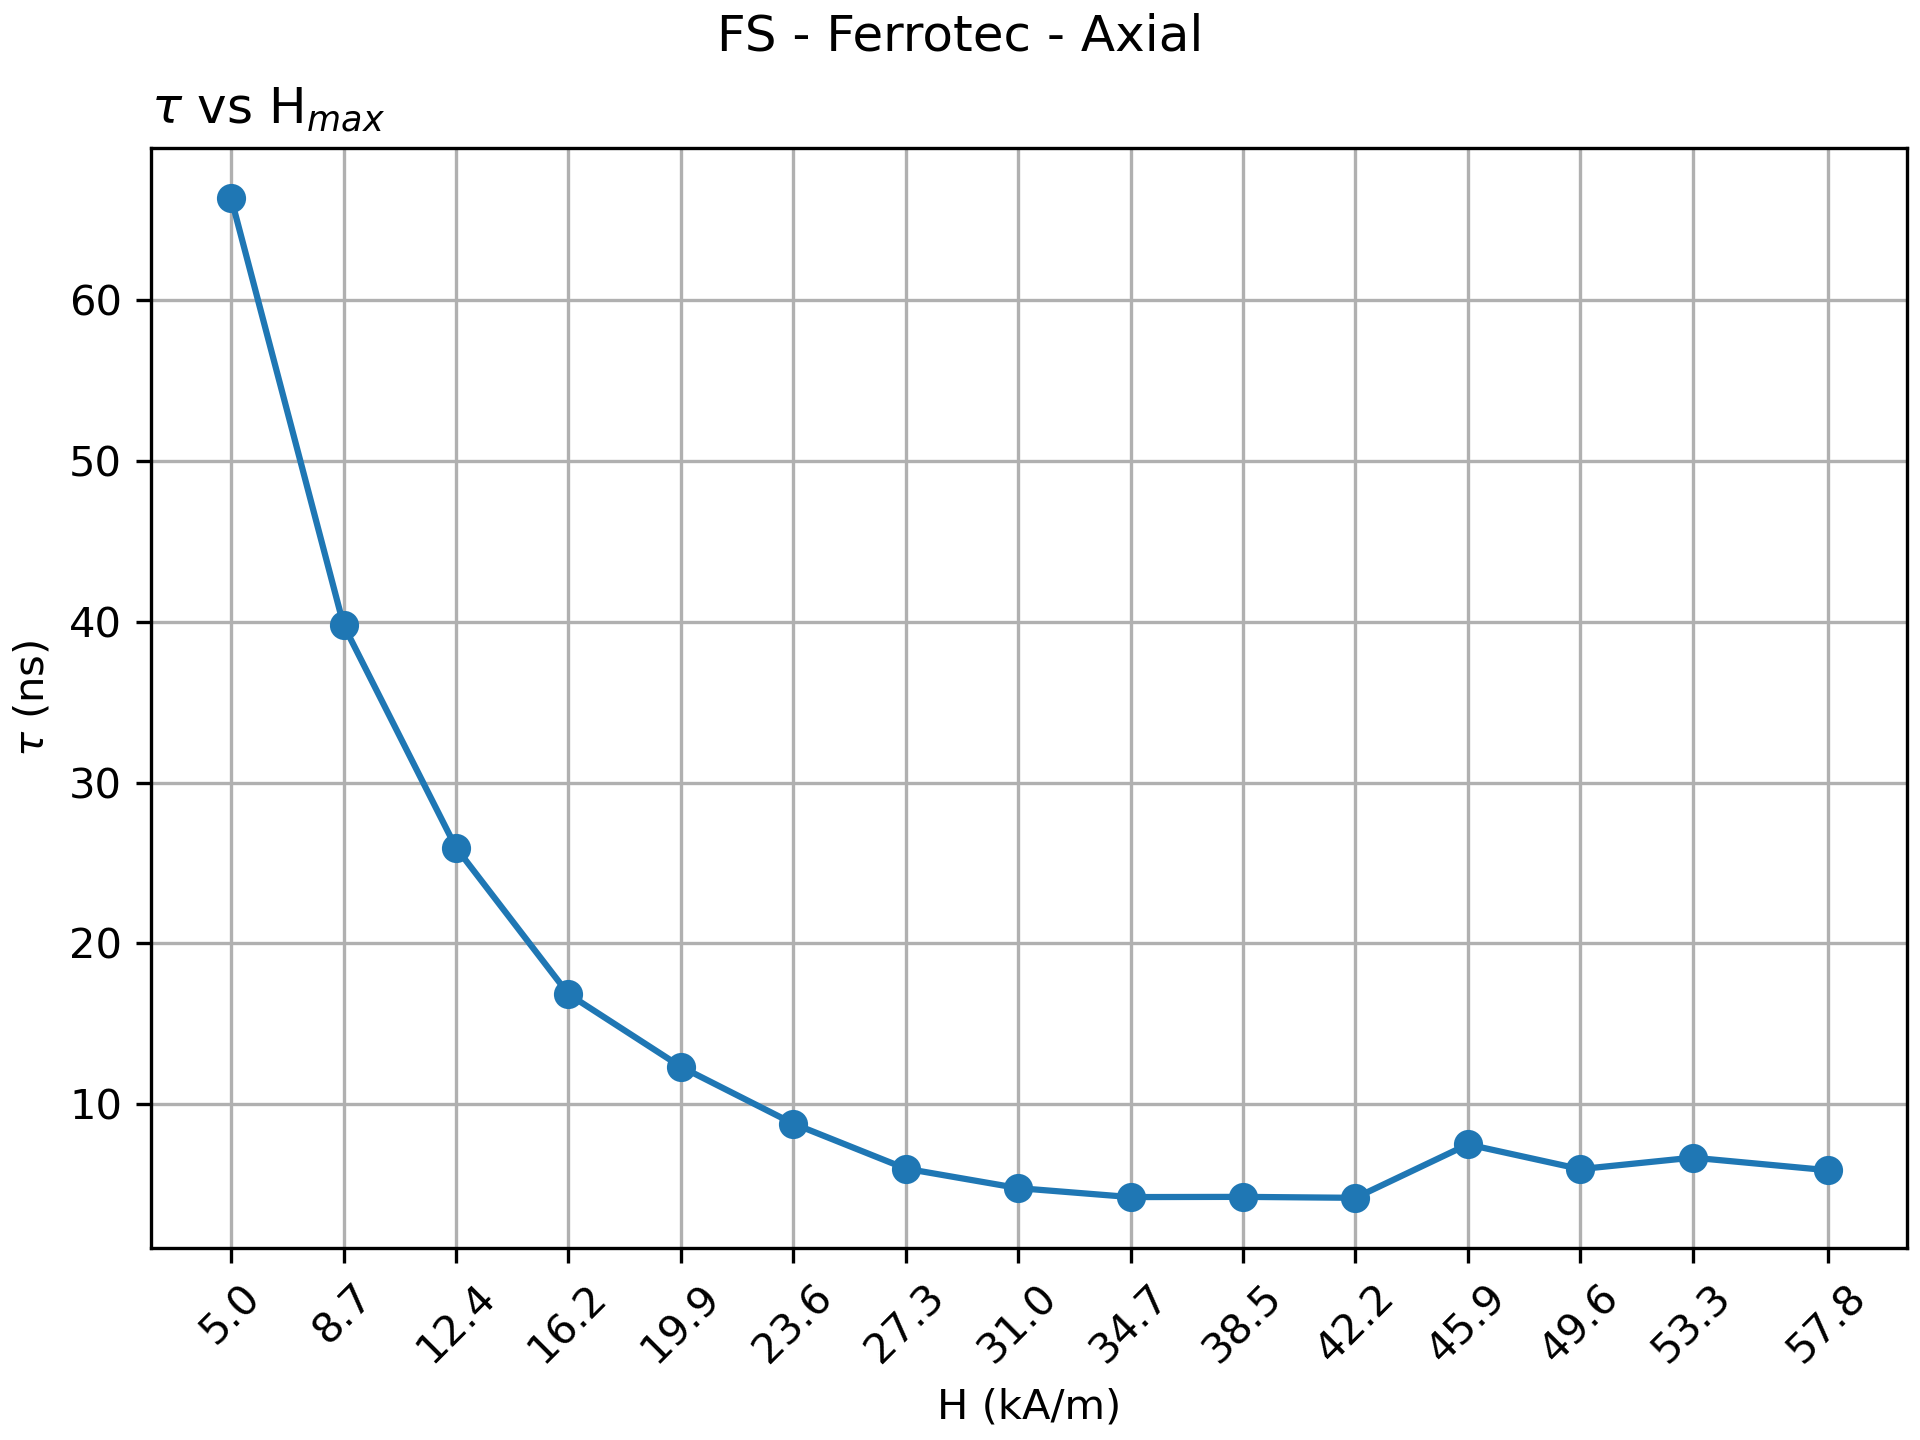 FS - Ferrotec - Axial
τ vs Hmax
60
50
40
30
20
10
τ (ns)
5.0 8.7 12.4 16.2 19.9 23.6 27.3 31.0 34.7 38.5 42.2 45.9 49.6 53.3 57.8
H (kA/m)